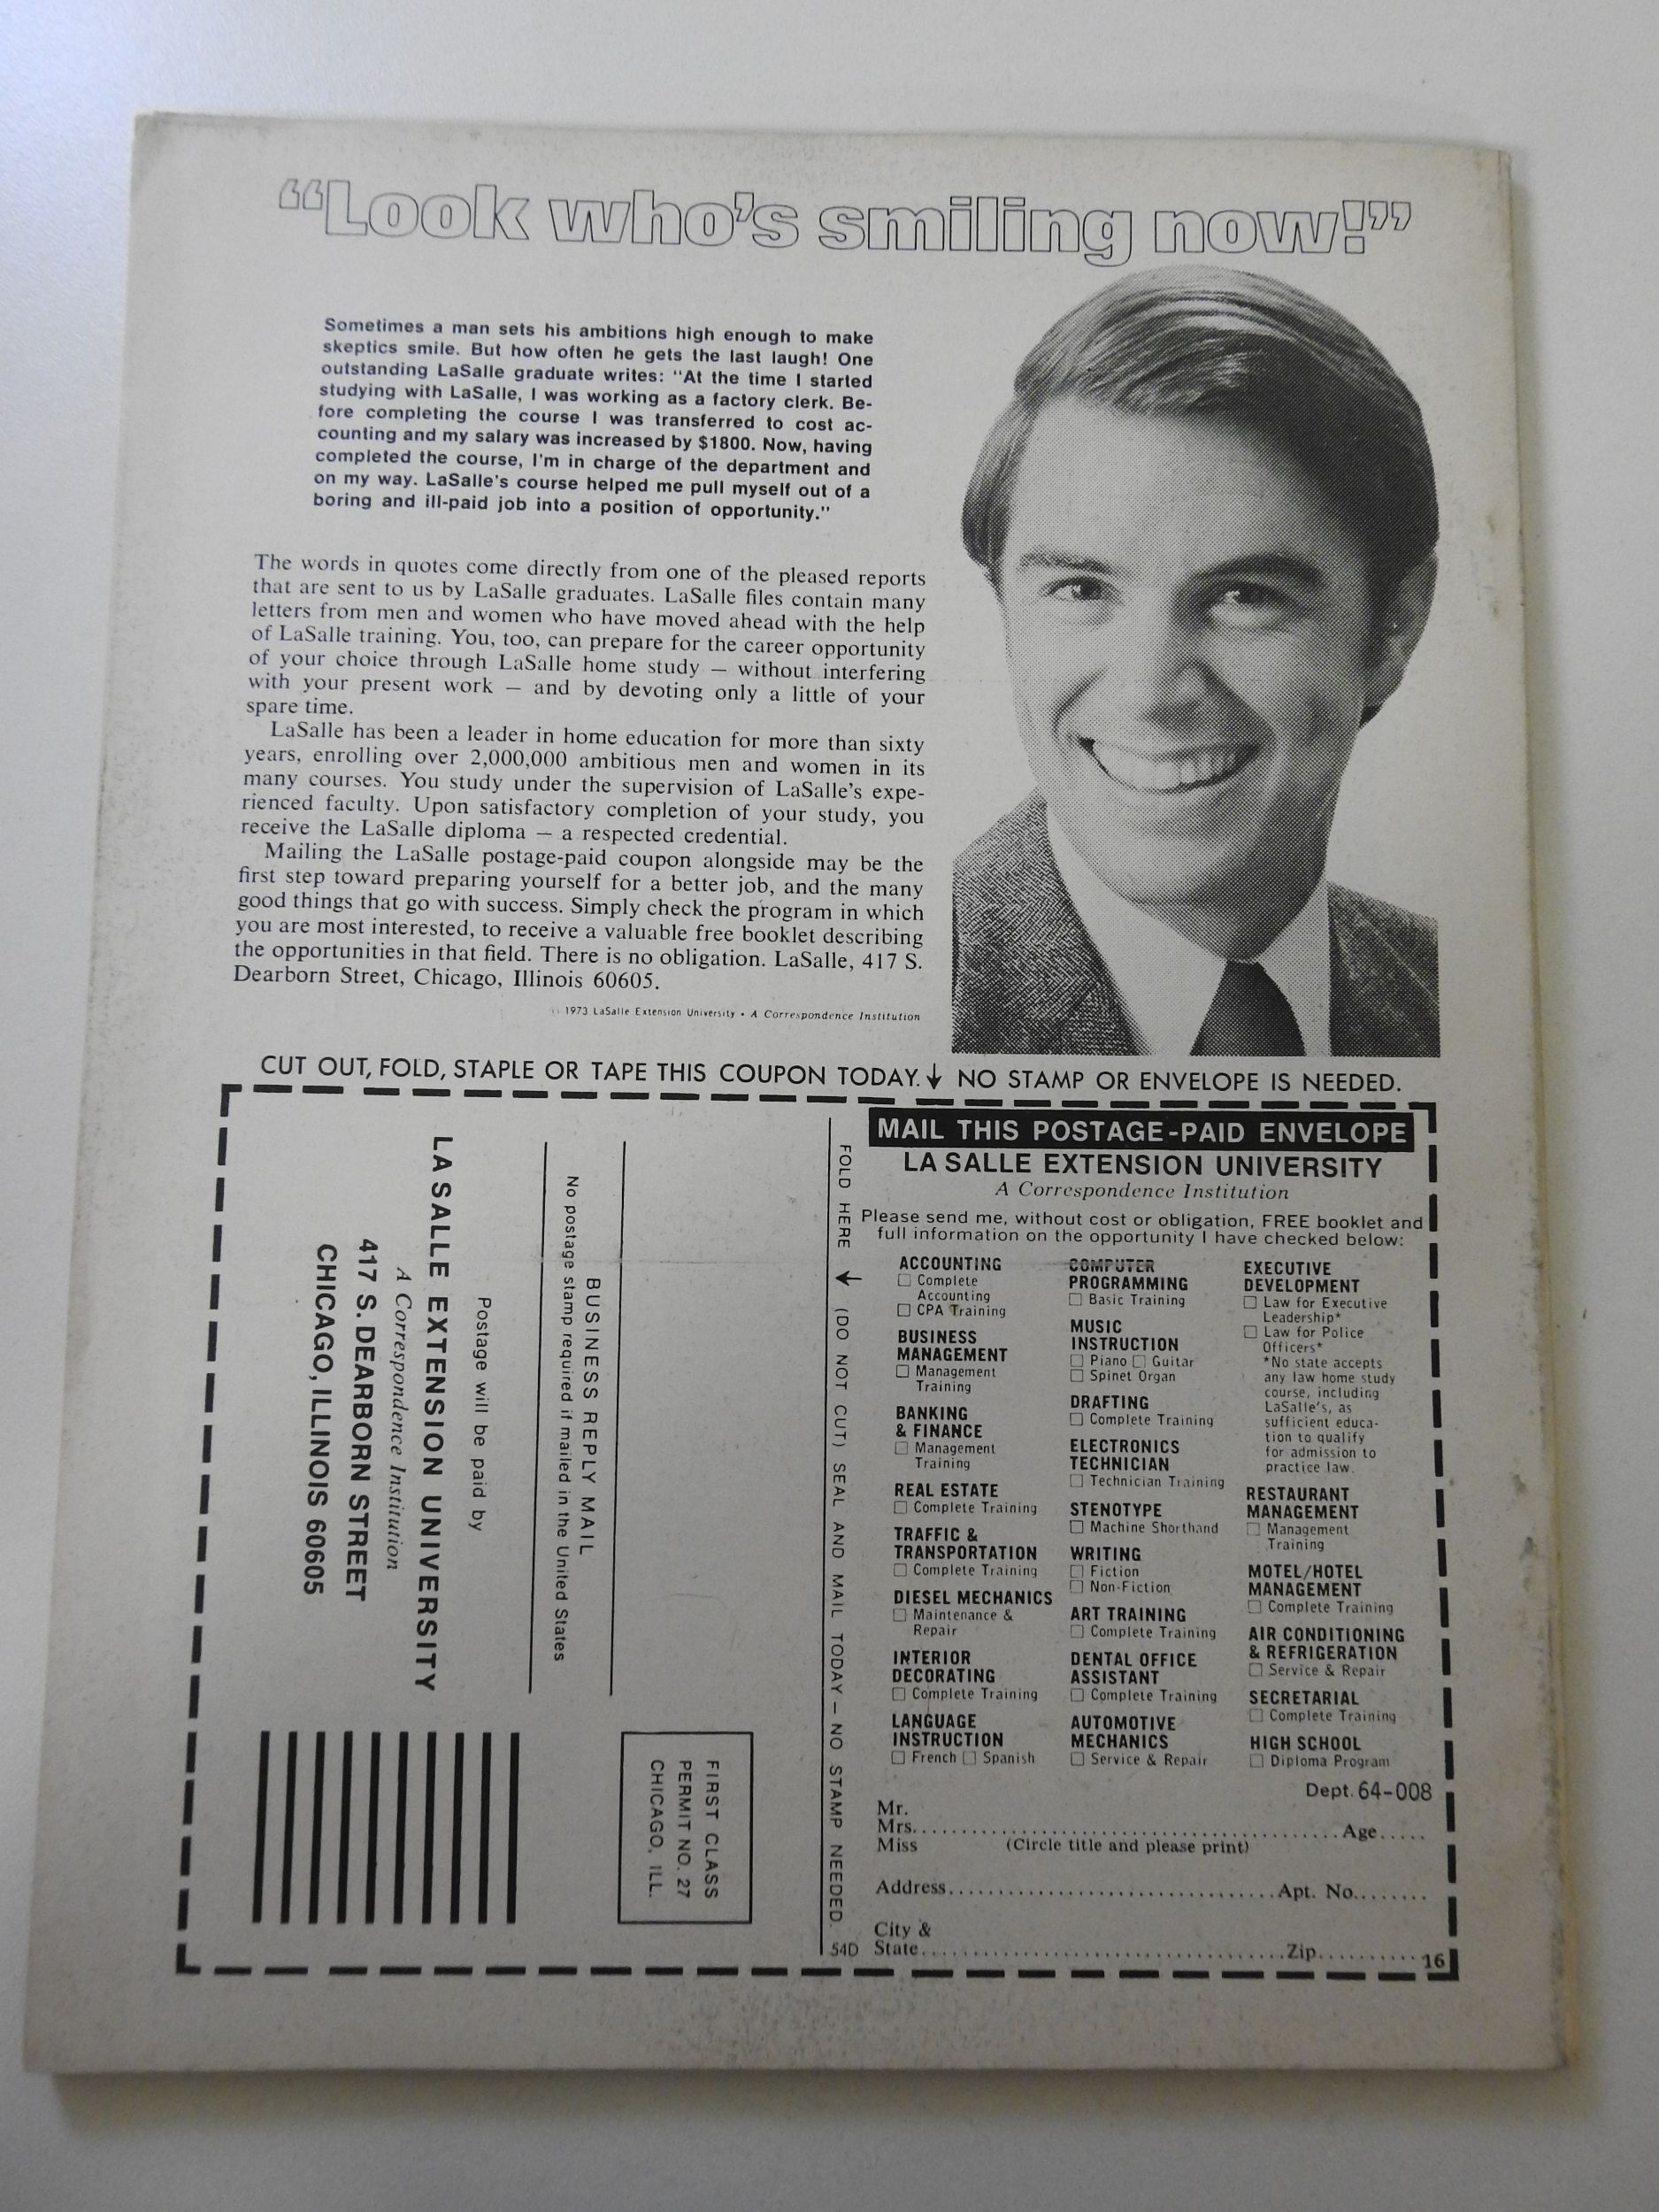 “Look who’s smiling now!”
Sometimes a man sets his ambitions high enough to make
skeptics smile. But how often he gets the last laugh! One
outstanding LaSalle graduate writes: “At the time I started
studying with LaSalle, I was working as a factory clerk. Be-
fore completing the course I was transferred to cost ac-
counting and my salary was increased by $1800. Now, having
completed the course, I'm in charge of the department and
on my way. LaSalle's course helped me pull myself out of a
boring and ill-paid job into a position of opportunity.”
The words in quotes come directly from one of the pleased reports
that are sent to us by LaSalle graduates. LaSalle files contain many
letters from men and women who have moved ahead with the help
of LaSalle training. You, too, can prepare for the career opportunity
of your choice through LaSalle home study — without interfering
with your present work — and by devoting only a little of your
spare time.
LaSalle has been a leader in home education for more than sixty
years, enrolling over 2,000,000 ambitious men and women in its
many courses. You study under the supervision of LaSalle's expe-
rienced faculty. Upon satisfactory completion of your study, you
receive the LaSalle diploma — a respected credential.
Mailing the LaSalle postage-paid coupon alongside may be the
first step toward preparing yourself for a better job, and the many
good things that go with success. Simply check the program in which
you are most interested, to receive a valuable free booklet describing
the opportunities in that field. There is no obligation. LaSalle, 417 S.
Dearborn Street, Chicago, Illinois 60605.
1973 LaSalle Extension University • A Correspondence Institution
CUT OUT, FOLD, STAPLE OR TAPE THIS COUPON TODAY. ↓ NO STAMP OR ENVELOPE IS NEEDED.
FIRST CLASS
PERMIT NO. 27
CHICAGO, ILL.
BUSINESS REPLY MAIL
No postage stamp required if mailed in the United States
Postage will be paid by
LA SALLE EXTENSION UNIVERSITY
A Correspondence Institution
417 S. DEARBORN STREET
CHICAGO, ILLINOIS 60605
FOLD HERE ↓ (DO NOT CUT) SEAL AND MAIL TODAY — NO STAMP NEEDED.
MAIL THIS POSTAGE-PAID ENVELOPE
LA SALLE EXTENSION UNIVERSITY
A Correspondence Institution
Please send me, without cost or obligation, FREE booklet and
full information on the opportunity I have checked below:
ACCOUNTING
☐ Complete
Accounting
☐ CPA Training
BUSINESS
MANAGEMENT
☐ Management
Training
BANKING
& FINANCE
☐ Management
Training
REAL ESTATE
☐ Complete Training
TRAFFIC &
TRANSPORTATION
☐ Complete Training
DIESEL MECHANICS
☐ Maintenance &
Repair
INTERIOR
DECORATING
☐ Complete Training
LANGUAGE
INSTRUCTION
☐ French ☐ Spanish
COMPUTER
PROGRAMMING
☐ Basic Training
MUSIC
INSTRUCTION
☐ Piano ☐ Guitar
☐ Spinet Organ
DRAFTING
☐ Complete Training
ELECTRONICS
TECHNICIAN
☐ Technician Training
STENOTYPE
☐ Machine Shorthand
WRITING
☐ Fiction
☐ Non-Fiction
ART TRAINING
☐ Complete Training
DENTAL OFFICE
ASSISTANT
☐ Complete Training
AUTOMOTIVE
MECHANICS
☐ Service & Repair
EXECUTIVE
DEVELOPMENT
☐ Law for Executive
Leadership*
☐ Law for Police
Officers*
*No state accepts
any law home study
course, including
LaSalle's, as
sufficient educa-
tion to qualify
for admission to
practice law.
RESTAURANT
MANAGEMENT
☐ Management
Training
MOTEL/HOTEL
MANAGEMENT
☐ Complete Training
AIR CONDITIONING
& REFRIGERATION
☐ Service & Repair
SECRETARIAL
☐ Complete Training
HIGH SCHOOL
☐ Diploma Program
Dept. 64-008
Mr.
Mrs. .......... Age.....
Miss (Circle title and please print)
Address.......... Apt. No........
City &
54D State.......... Zip.......... 16